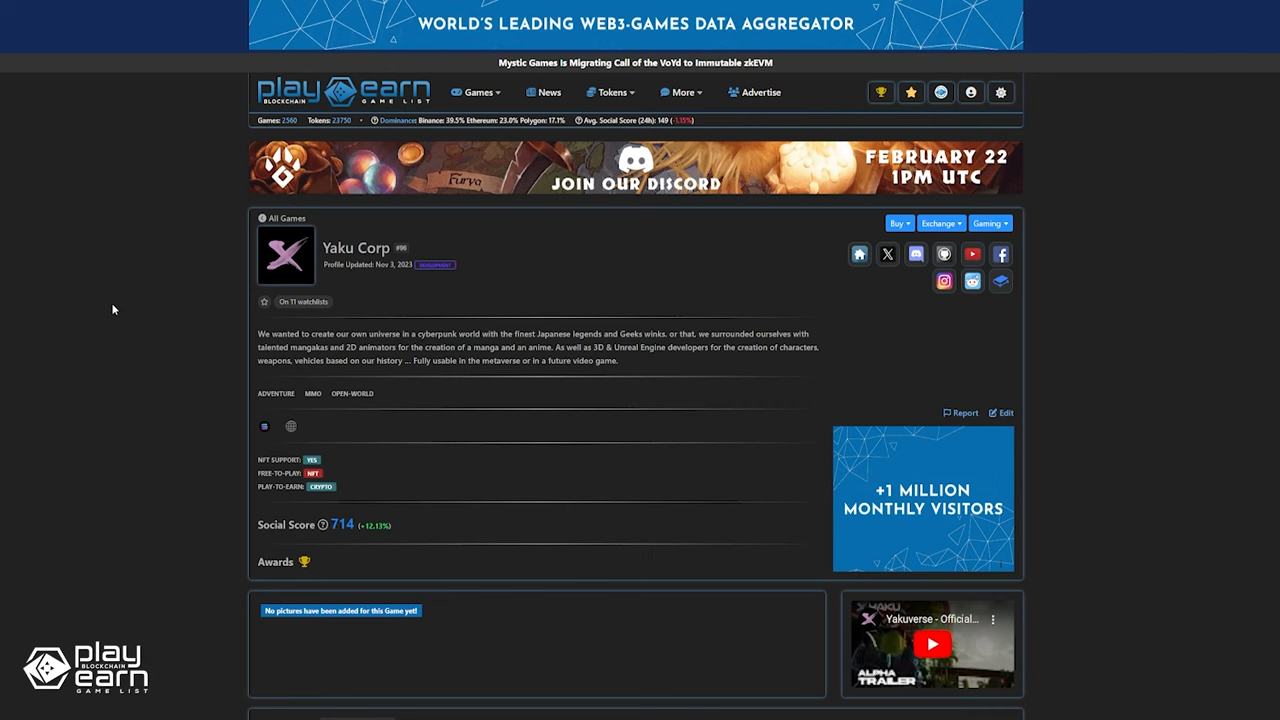 WORLD'S LEADING WEB3-GAMES DATA AGGREGATOR
Mystic Games Is Migrating Call of the VoYd to Immutable zkEVM
play earn
BLOCKCHAIN GAME LIST
Games News Tokens More Advertise
Games: 2560 Tokens: 23750 • Dominance: Binance: 39.5% Ethereum: 23.0% Polygon: 17.1% Avg. Social Score (24h): 149 (-1.15%)
Furya
JOIN OUR DISCORD
FEBRUARY 22
1PM UTC
All Games
Buy Exchange Gaming
Yaku Corp #96
Profile Updated: Nov 3, 2023 DEVELOPMENT
On 11 watchlists
We wanted to create our own universe in a cyberpunk world with the finest Japanese legends and Geeks winks. or that, we surrounded ourselves with
talented mangakas and 2D animators for the creation of a manga and an anime. As well as 3D & Unreal Engine developers for the creation of characters,
weapons, vehicles based on our history ... Fully usable in the metaverse or in a future video game.
ADVENTURE MMO OPEN-WORLD
Report Edit
NFT SUPPORT: YES
FREE-TO-PLAY: NFT
PLAY-TO-EARN: CRYPTO
+1 MILLION
MONTHLY VISITORS
Social Score 714 (+12.13%)
Awards
No pictures have been added for this Game yet!
YAKU
Yakuverse - Official...
ALPHA
TRAILER
play
BLOCKCHAIN
earn
GAME LIST